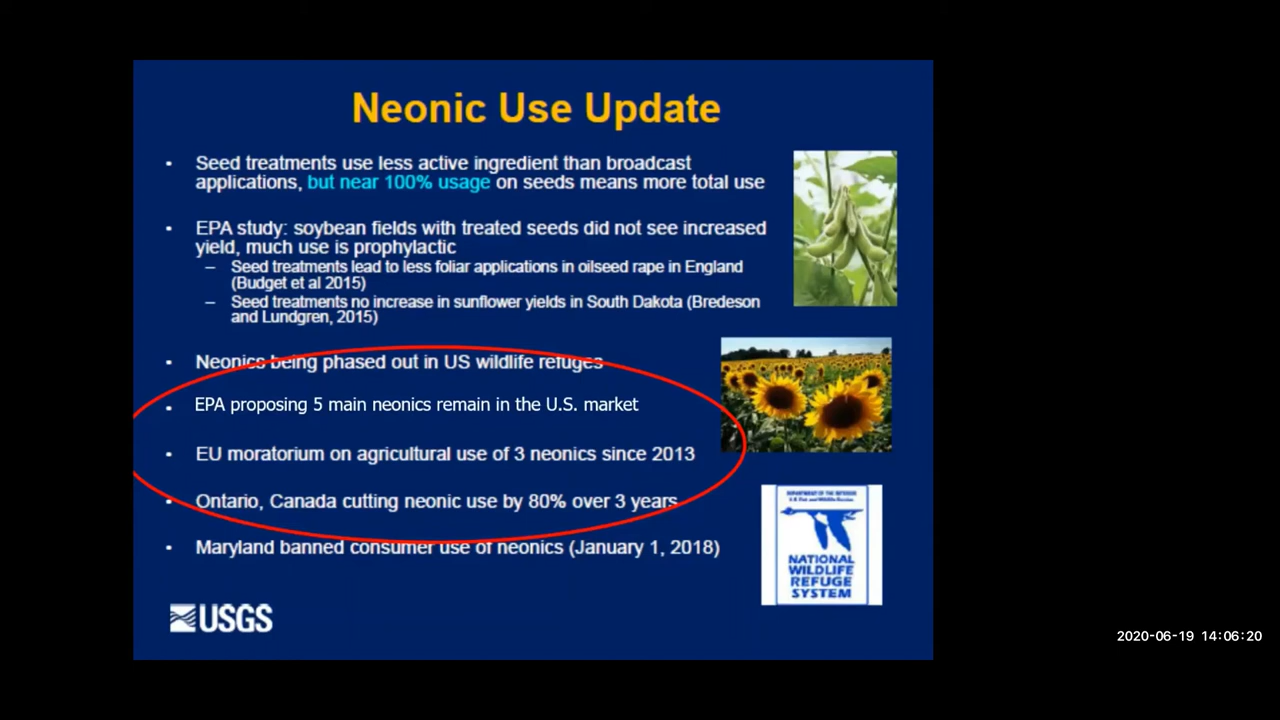 Neonic Use Update
• Seed treatments use less active ingredient than broadcast
applications, but near 100% usage on seeds means more total use
• EPA study: soybean fields with treated seeds did not see increased
yield, much use is prophylactic
– Seed treatments lead to less foliar applications in oilseed rape in England
(Budget et al 2015)
– Seed treatments no increase in sunflower yields in South Dakota (Bredeson
and Lundgren, 2015)
• Neonics being phased out in US wildlife refuges
• EPA proposing 5 main neonics remain in the U.S. market
• EU moratorium on agricultural use of 3 neonics since 2013
• Ontario, Canada cutting neonic use by 80% over 3 years
• Maryland banned consumer use of neonics (January 1, 2018)
NATIONAL
WILDLIFE
REFUGE
SYSTEM
USGS
2020-06-19 14:06:20